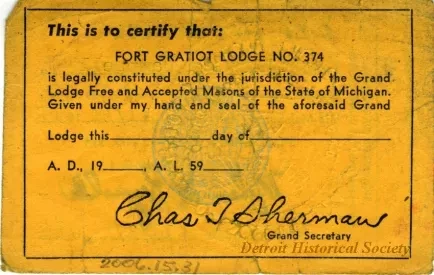 This is to certify that:
FORT GRATIOT LODGE NO. 374
is legally constituted under the jurisdiction of the Grand
Lodge Free and Accepted Masons of the State of Michigan.
Given under my hand and seal of the aforesaid Grand
Lodge this day of
A. D., 19 , A. L. 59
Chas T Sherman
Grand Secretary
Detroit Historical Society
2006.15.31